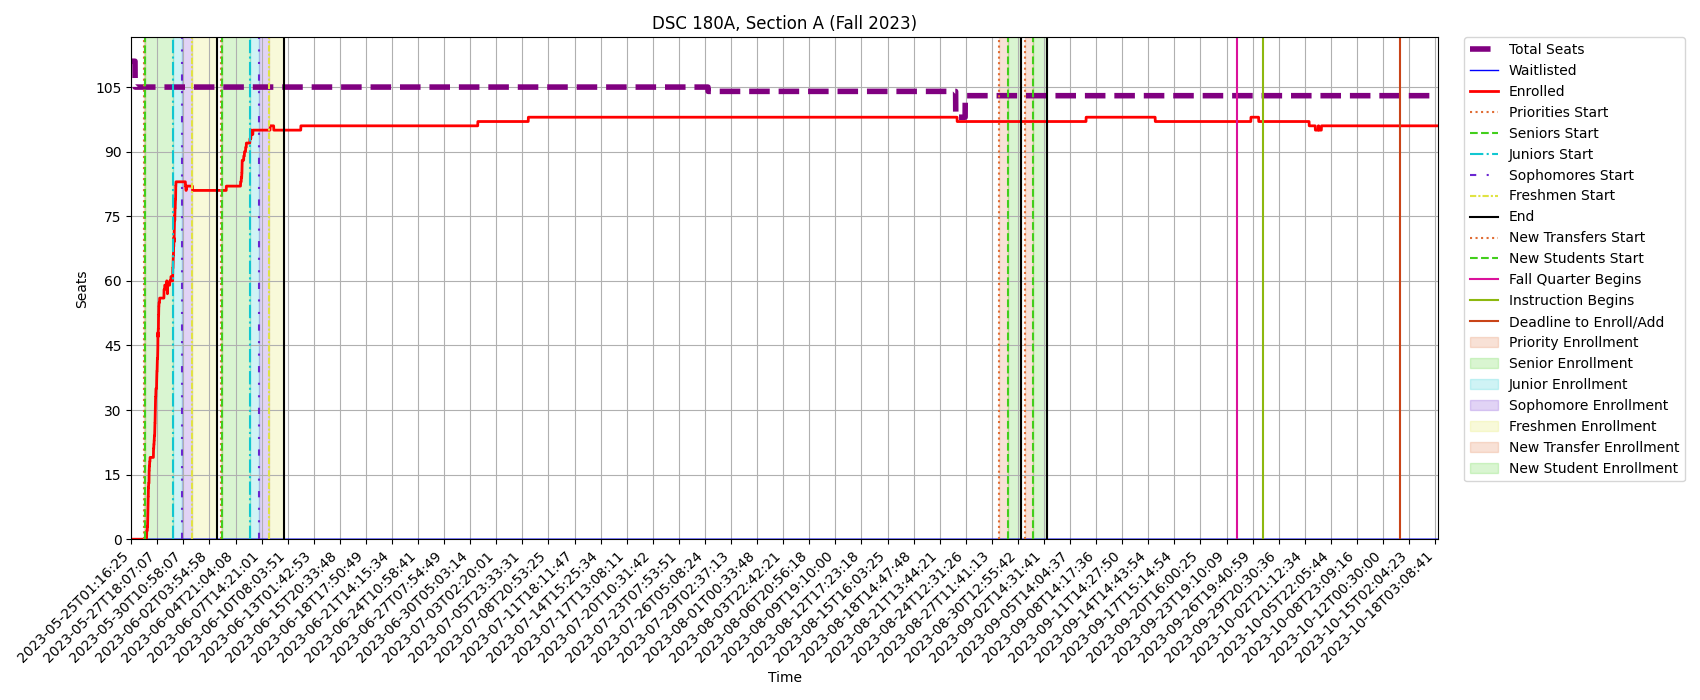 DSC 180A, Section A (Fall 2023)
Seats
105
90
75
60
45
30
15
0
2023-05-25T01:16:25
2023-05-27T18:07:07
2023-05-30T10:58:07
2023-06-02T03:54:58
2023-06-04T21:04:08
2023-06-07T14:21:01
2023-06-10T08:03:51
2023-06-13T01:42:53
2023-06-15T20:33:48
2023-06-18T17:50:49
2023-06-21T14:15:34
2023-06-24T10:58:41
2023-06-27T07:54:49
2023-06-30T05:03:14
2023-07-03T02:20:01
2023-07-05T23:33:31
2023-07-08T20:53:25
2023-07-11T18:11:47
2023-07-14T15:25:34
2023-07-17T13:08:11
2023-07-20T10:31:42
2023-07-23T07:53:51
2023-07-26T05:08:24
2023-07-29T02:37:13
2023-08-01T00:33:48
2023-08-03T22:42:21
2023-08-06T20:56:18
2023-08-09T19:10:00
2023-08-12T17:23:18
2023-08-15T16:03:25
2023-08-18T14:47:48
2023-08-21T13:44:21
2023-08-24T12:31:26
2023-08-27T11:41:13
2023-08-30T12:55:42
2023-09-02T14:31:41
2023-09-05T14:04:37
2023-09-08T14:17:36
2023-09-11T14:27:50
2023-09-14T14:43:54
2023-09-17T15:14:54
2023-09-20T16:00:25
2023-09-23T19:10:09
2023-09-26T19:40:59
2023-09-29T20:30:36
2023-10-02T21:12:34
2023-10-05T22:05:44
2023-10-08T23:09:16
2023-10-12T00:30:00
2023-10-15T02:04:23
2023-10-18T03:08:41
Time
Total Seats
Waitlisted
Enrolled
Priorities Start
Seniors Start
Juniors Start
Sophomores Start
Freshmen Start
End
New Transfers Start
New Students Start
Fall Quarter Begins
Instruction Begins
Deadline to Enroll/Add
Priority Enrollment
Senior Enrollment
Junior Enrollment
Sophomore Enrollment
Freshmen Enrollment
New Transfer Enrollment
New Student Enrollment